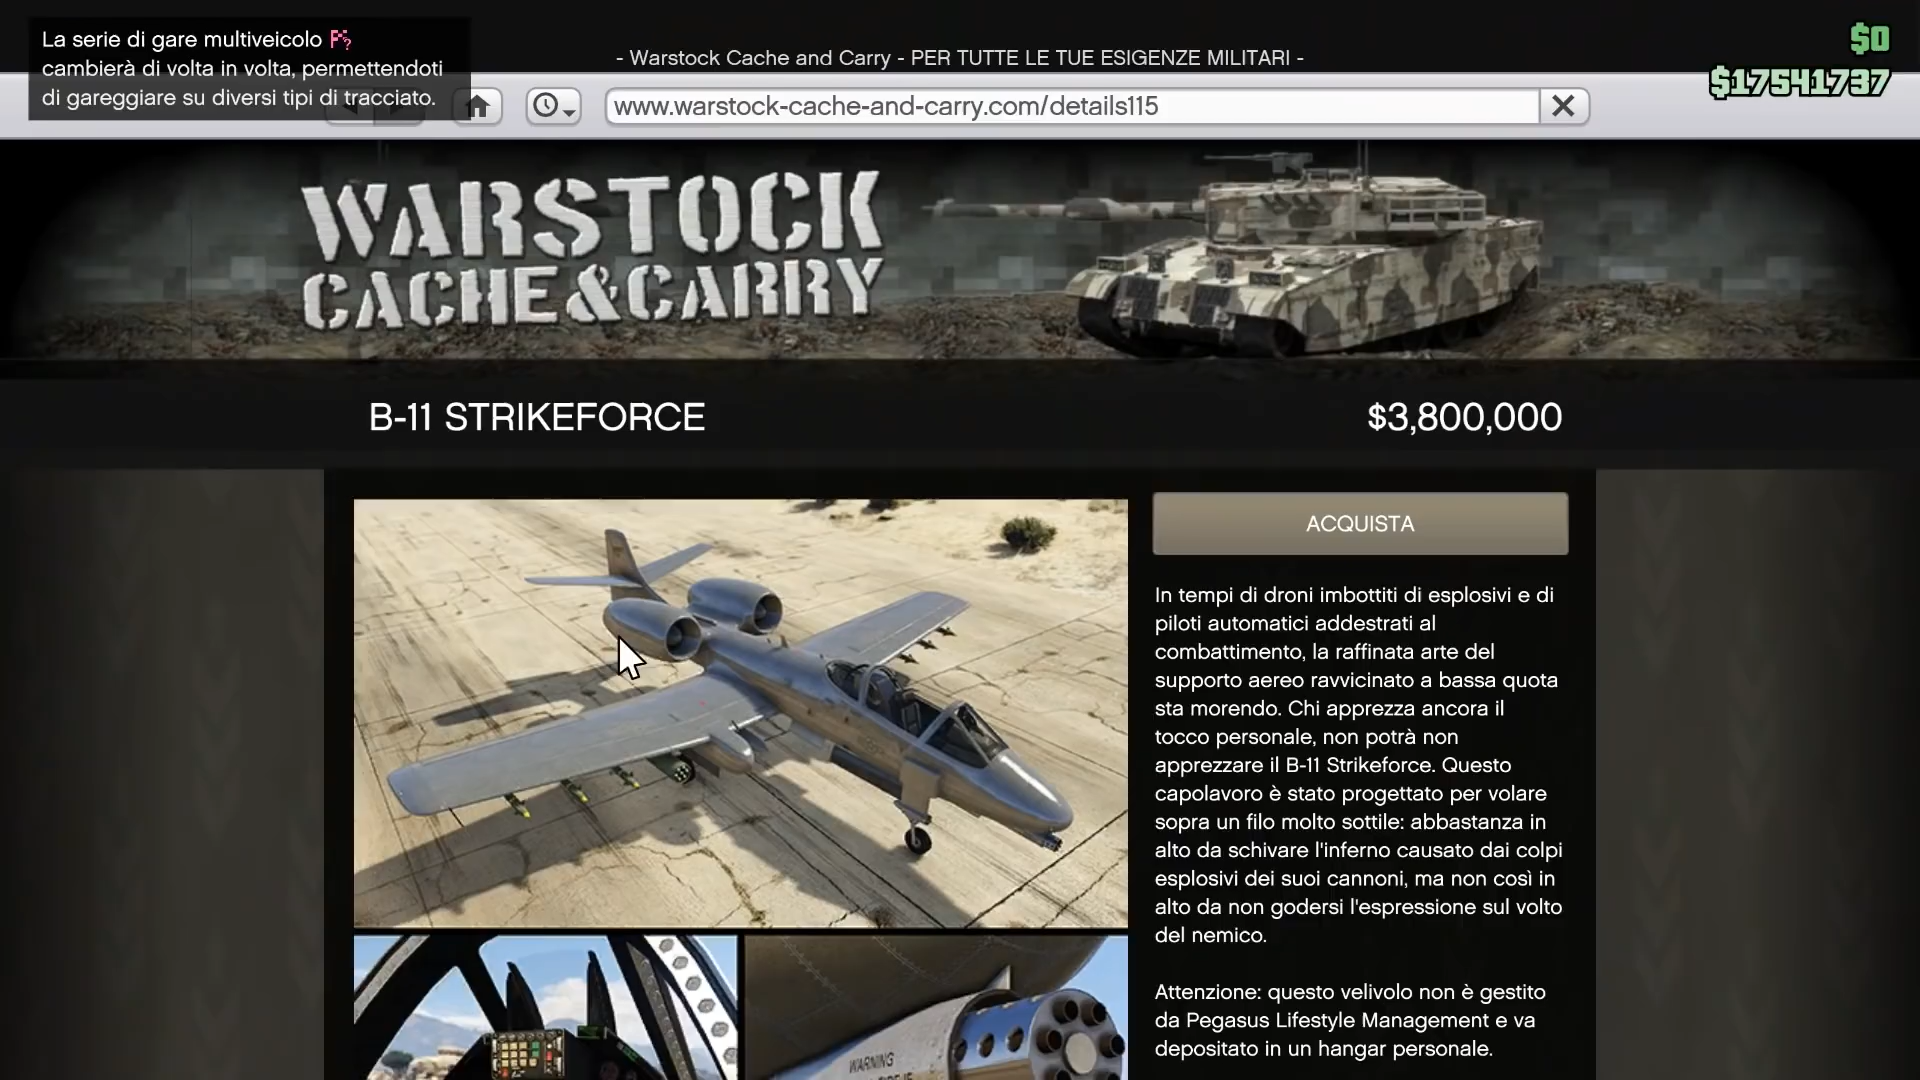 La serie di gare multiveicolo
cambierà di volta in volta, permettendoti
di gareggiare su diversi tipi di tracciato.
- Warstock Cache and Carry - PER TUTTE LE TUE ESIGENZE MILITARI -
$0
$17541737
www.warstock-cache-and-carry.com/details115
WARSTOCK
CACHE & CARRY
B-11 STRIKEFORCE
$3,800,000
ACQUISTA
In tempi di droni imbottiti di esplosivi e di
piloti automatici addestrati al
combattimento, la raffinata arte del
supporto aereo ravvicinato a bassa quota
sta morendo. Chi apprezza ancora il
tocco personale, non potrà non
apprezzare il B-11 Strikeforce. Questo
capolavoro è stato progettato per volare
sopra un filo molto sottile: abbastanza in
alto da schivare l'inferno causato dai colpi
esplosivi dei suoi cannoni, ma non così in
alto da non godersi l'espressione sul volto
del nemico.
Attenzione: questo velivolo non è gestito
da Pegasus Lifestyle Management e va
depositato in un hangar personale.
WARNING